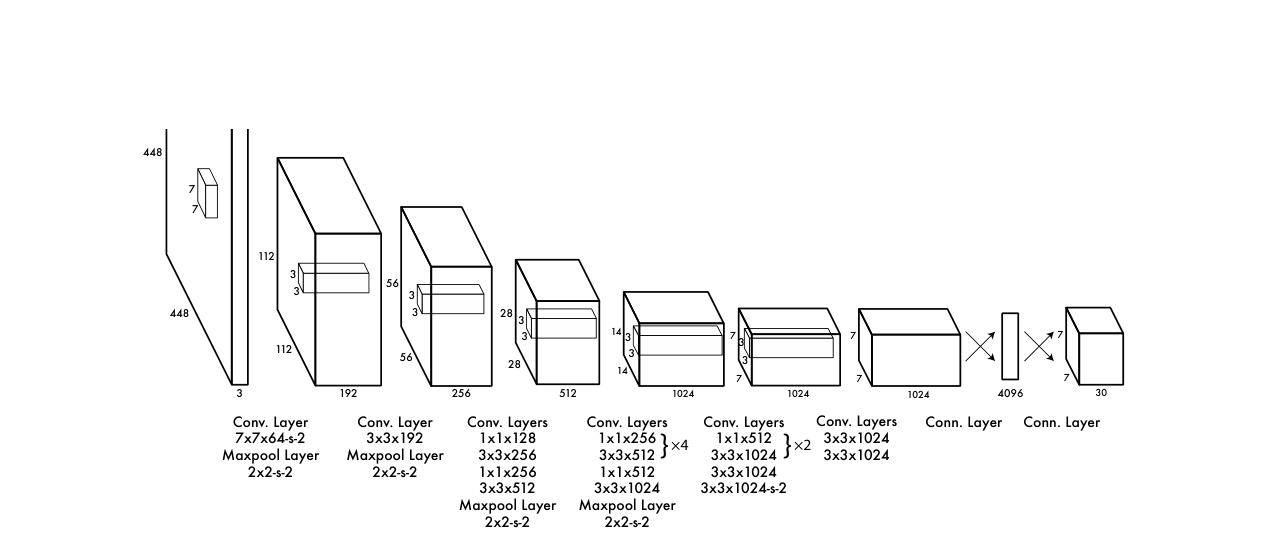 448
7
7
448
3
112
3
3
112
192
56
3
3
56
256
28
3
3
28
512
14
3
3
14
1024
7
3
3
7
1024
7
7
1024
4096
7
7
30
Conv. Layer
7x7x64-s-2
Maxpool Layer
2x2-s-2
Conv. Layer
3x3x192
Maxpool Layer
2x2-s-2
Conv. Layers
1x1x128
3x3x256
1x1x256
3x3x512
Maxpool Layer
2x2-s-2
Conv. Layers
1x1x256
3x3x512
}×4
1x1x512
3x3x1024
Maxpool Layer
2x2-s-2
Conv. Layers
1x1x512
3x3x1024
}×2
3x3x1024
3x3x1024-s-2
Conv. Layers
3x3x1024
3x3x1024
Conn. Layer
Conn. Layer